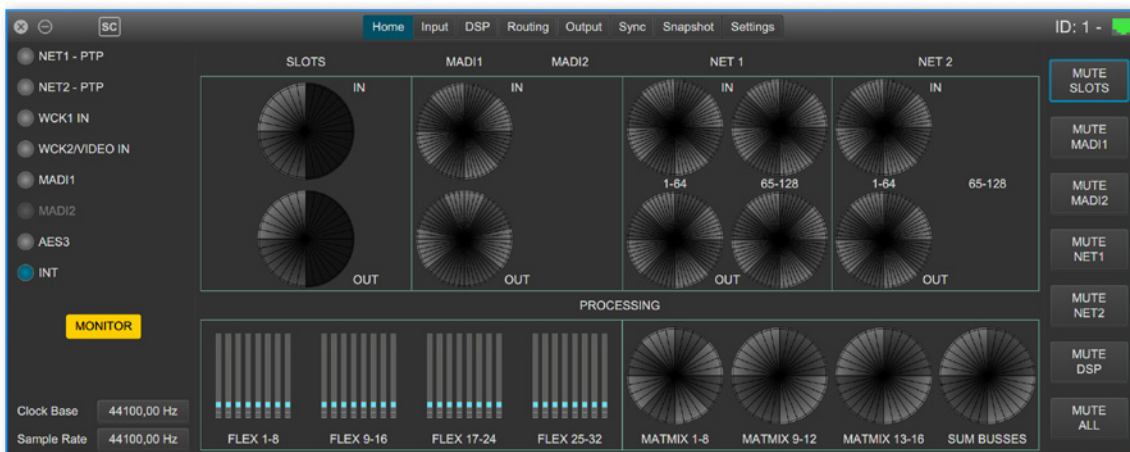 SC Home Input DSP Routing Output Sync Snapshot Settings ID: 1 -
NET1 - PTP
NET2 - PTP
WCK1 IN
WCK2/VIDEO IN
MADI1
MADI2
AES3
INT
MONITOR
Clock Base 44100,00 Hz
Sample Rate 44100,00 Hz
SLOTS MADI1 MADI2 NET 1 NET 2
IN IN IN IN
1-64 65-128 1-64 65-128
OUT OUT OUT OUT
PROCESSING
FLEX 1-8 FLEX 9-16 FLEX 17-24 FLEX 25-32 MATMIX 1-8 MATMIX 9-12 MATMIX 13-16 SUM BUSSES
MUTE
SLOTS
MUTE
MADI1
MUTE
MADI2
MUTE
NET1
MUTE
NET2
MUTE
DSP
MUTE
ALL